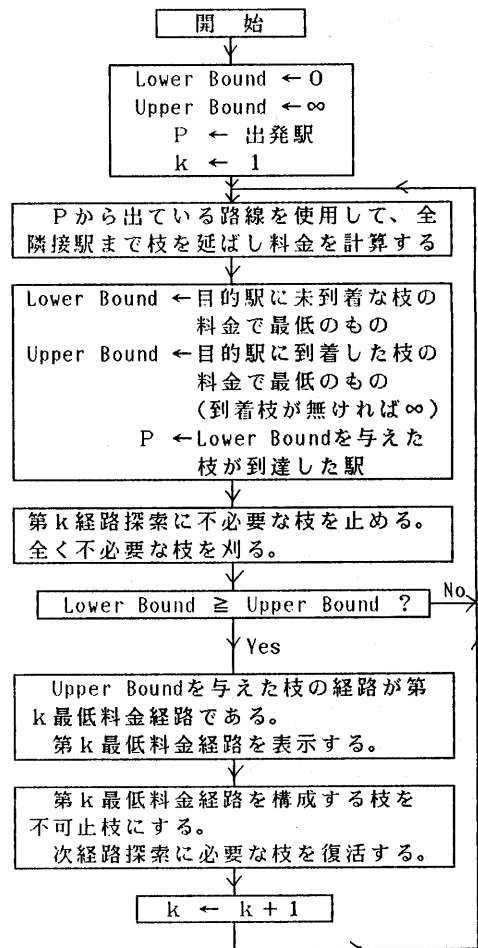 開 始
Lower Bound ← 0
Upper Bound ← ∞
P ← 出発駅
k ← 1
Pから出ている路線を使用して、全
隣接駅まで枝を延ばし料金を計算する
Lower Bound ← 目的駅に未到着な枝の
料金で最低のもの
Upper Bound ← 目的駅に到着した枝の
料金で最低のもの
(到着枝が無ければ∞)
P ← Lower Boundを与えた
枝が到達した駅
第k経路探索に不必要な枝を止める。
全く不必要な枝を刈る。
Lower Bound ≧ Upper Bound ?
No
Yes
Upper Boundを与えた枝の経路が第
k最低料金経路である。
第k最低料金経路を表示する。
第k最低料金経路を構成する枝を
不可止枝にする。
次経路探索に必要な枝を復活する。
k ← k + 1